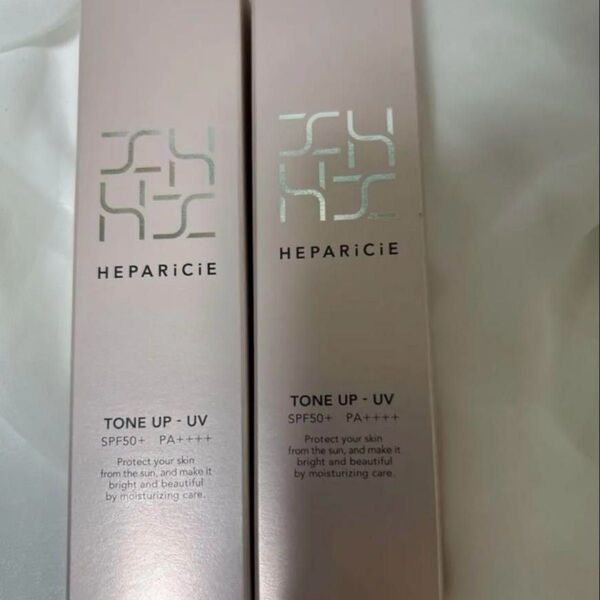 HEPARiCiE
TONE UP - UV
SPF50+ PA++++
Protect your skin
from the sun, and make it
bright and beautiful
by moisturizing care.
HEPARiCiE
TONE UP - UV
SPF50+ PA++++
Protect your skin
from the sun, and make it
bright and beautiful
by moisturizing care.